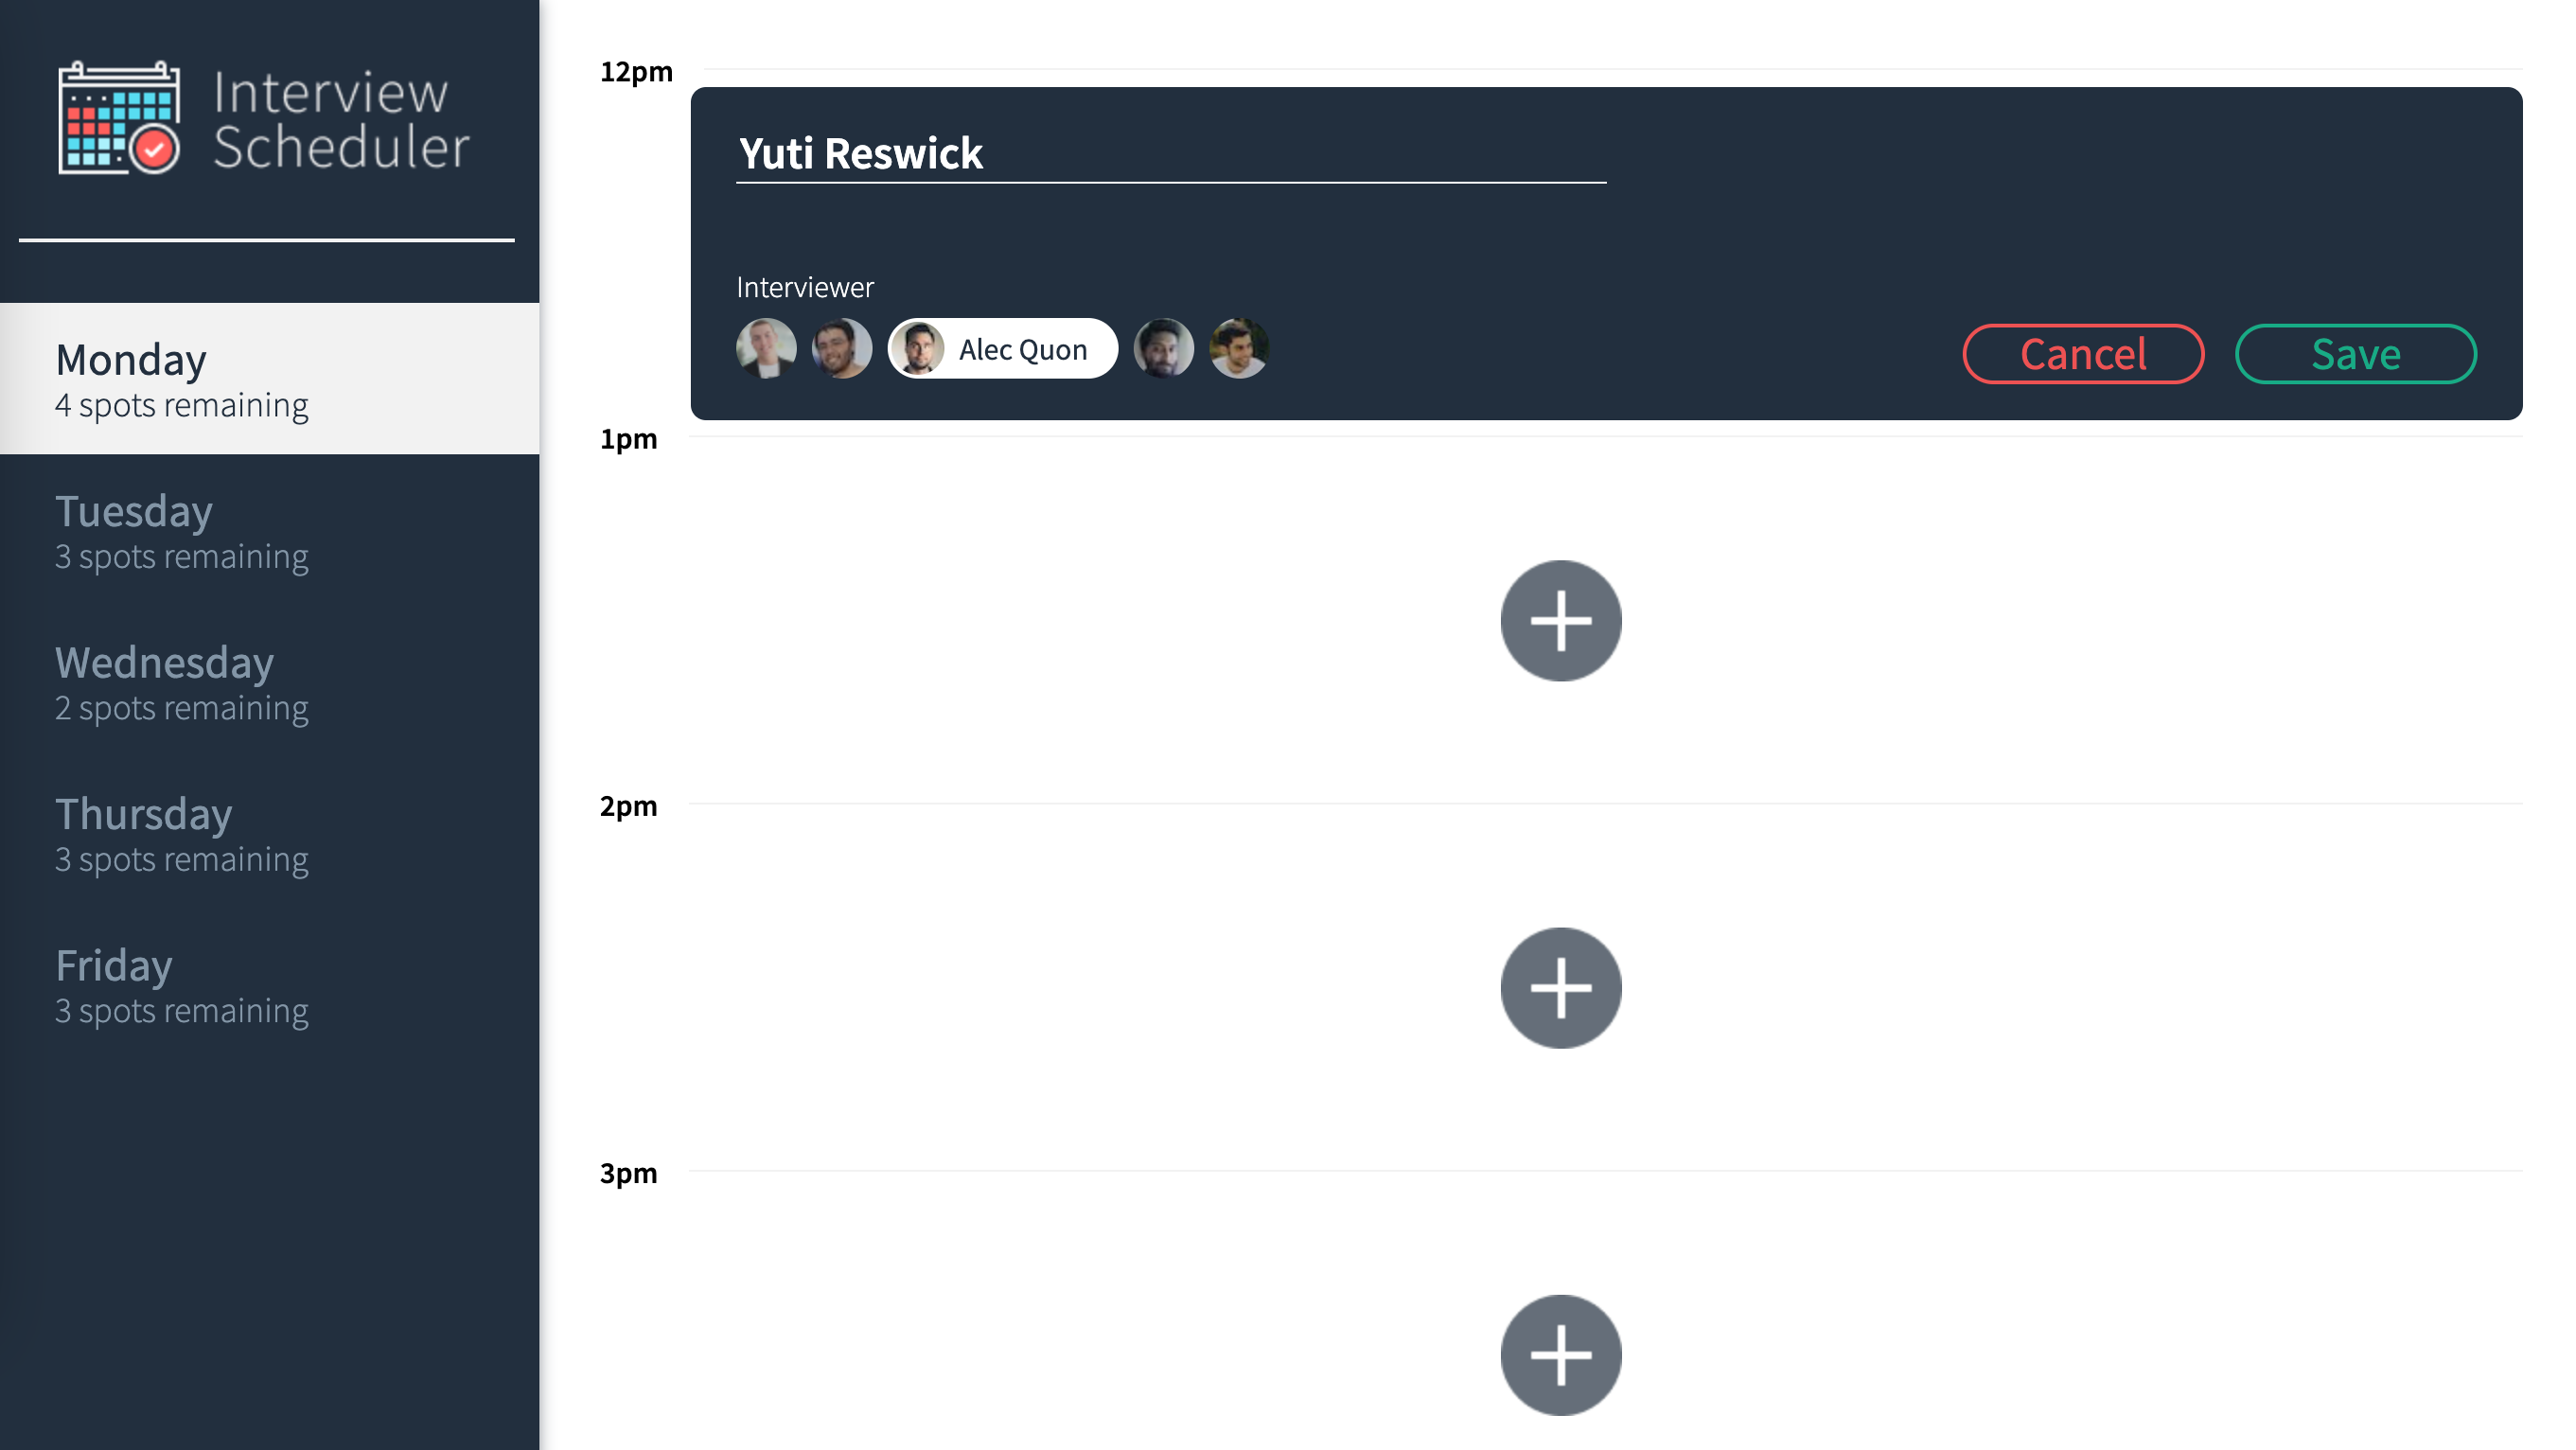 Interview
Scheduler
Monday
4 spots remaining
Tuesday
3 spots remaining
Wednesday
2 spots remaining
Thursday
3 spots remaining
Friday
3 spots remaining
12pm
Yuti Reswick
Interviewer
Alec Quon
Cancel
Save
1pm
2pm
3pm